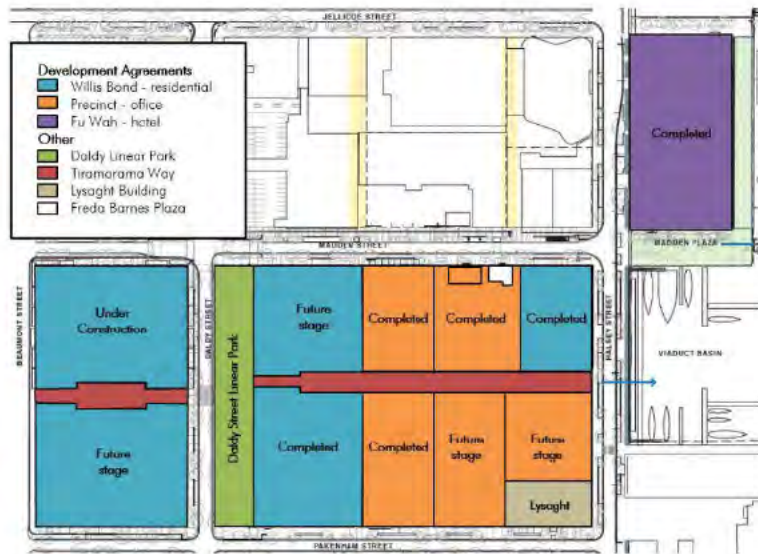 JELLICOE STREET
Development Agreements
Willis Bond - residential
Precinct - office
Fu Wah - hotel
Other
Daldy Linear Park
Tiramorama Way
Lysaght Building
Freda Barnes Plaza
Completed
MADDEN STREET
MADDEN PLAZA
BEAUMONT STREET
Under
Construction
Future
stage
DALDY STREET
Daldy Street Linear Park
Future
stage
Completed
Completed
Completed
HALSEY STREET
VIADUCT BASIN
Completed
Completed
Future
stage
Future
stage
Lysaght
PAKENHAM STREET